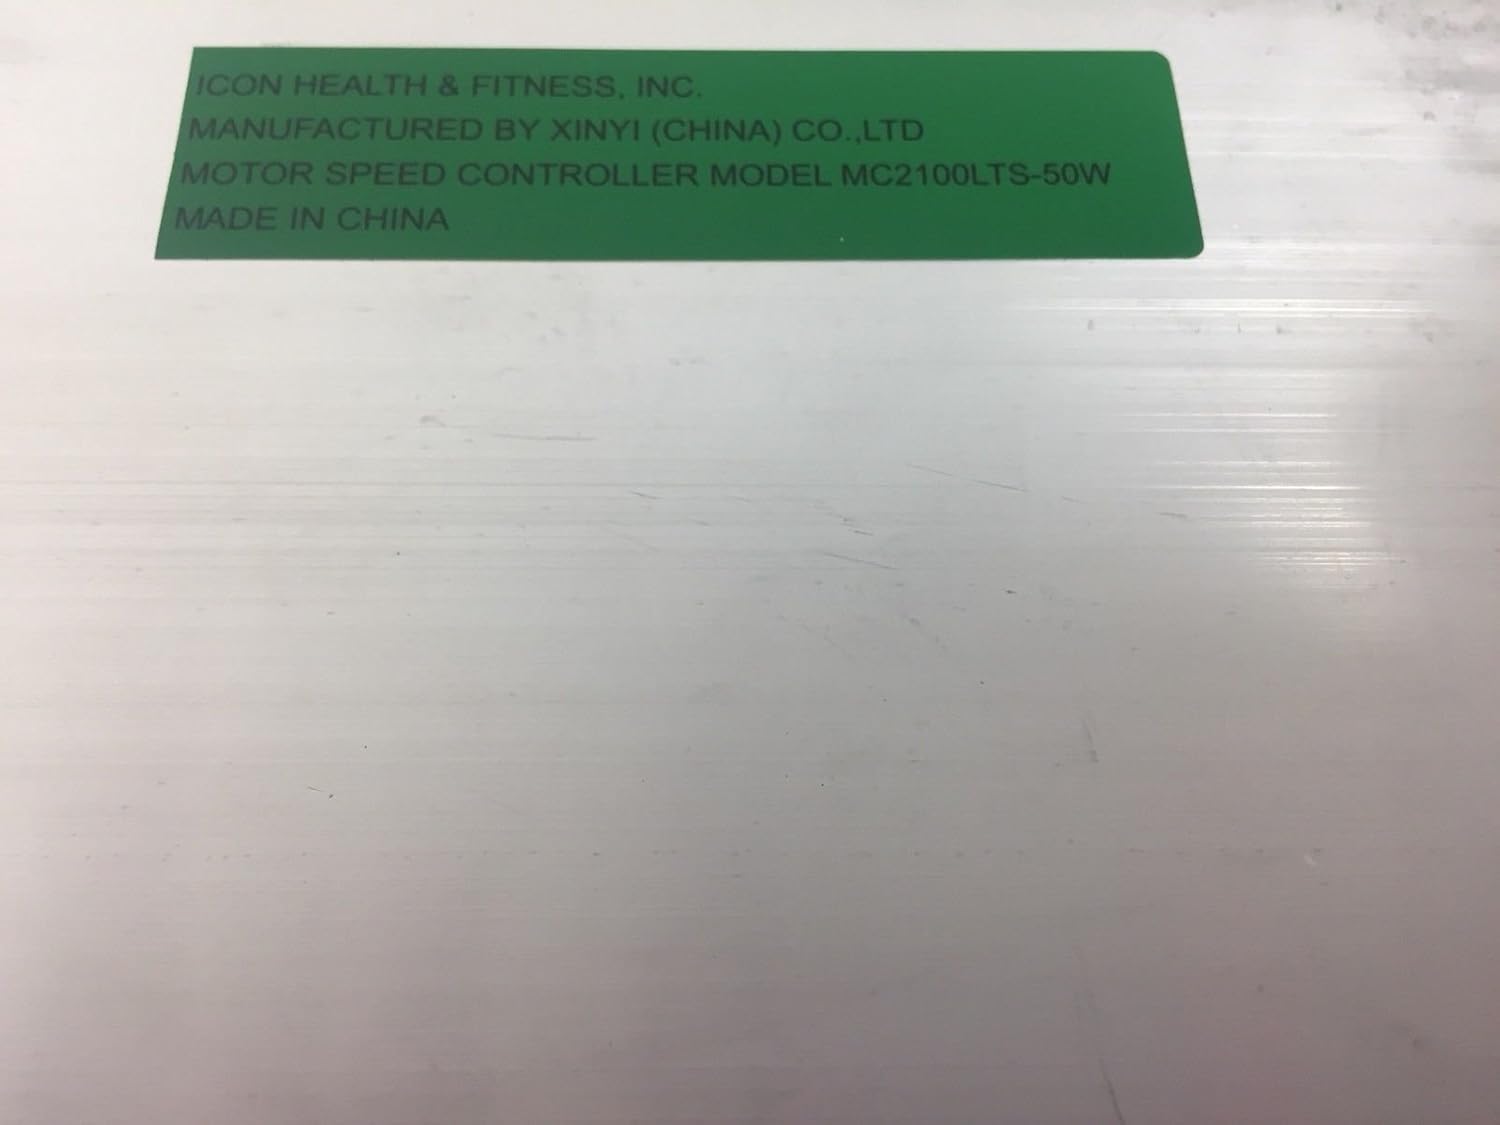 ICON HEALTH & FITNESS, INC.
MANUFACTURED BY XINYI (CHINA) CO.,LTD
MOTOR SPEED CONTROLLER MODEL MC2100LTS-50W
MADE IN CHINA